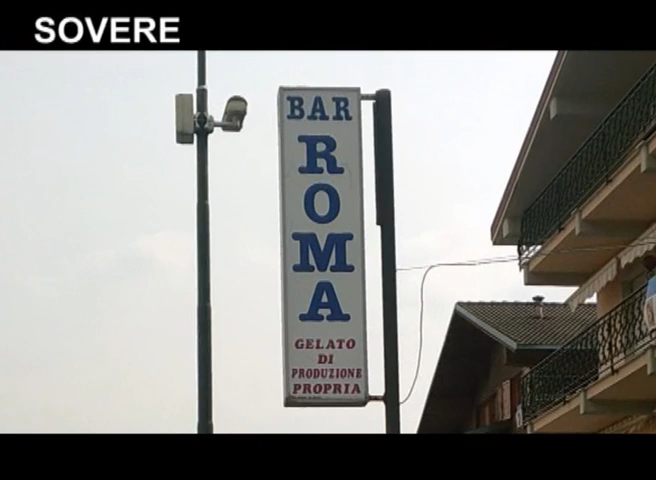 SOVERE
BAR
ROMA
GELATO
DI
PRODUZIONE
PROPRIA